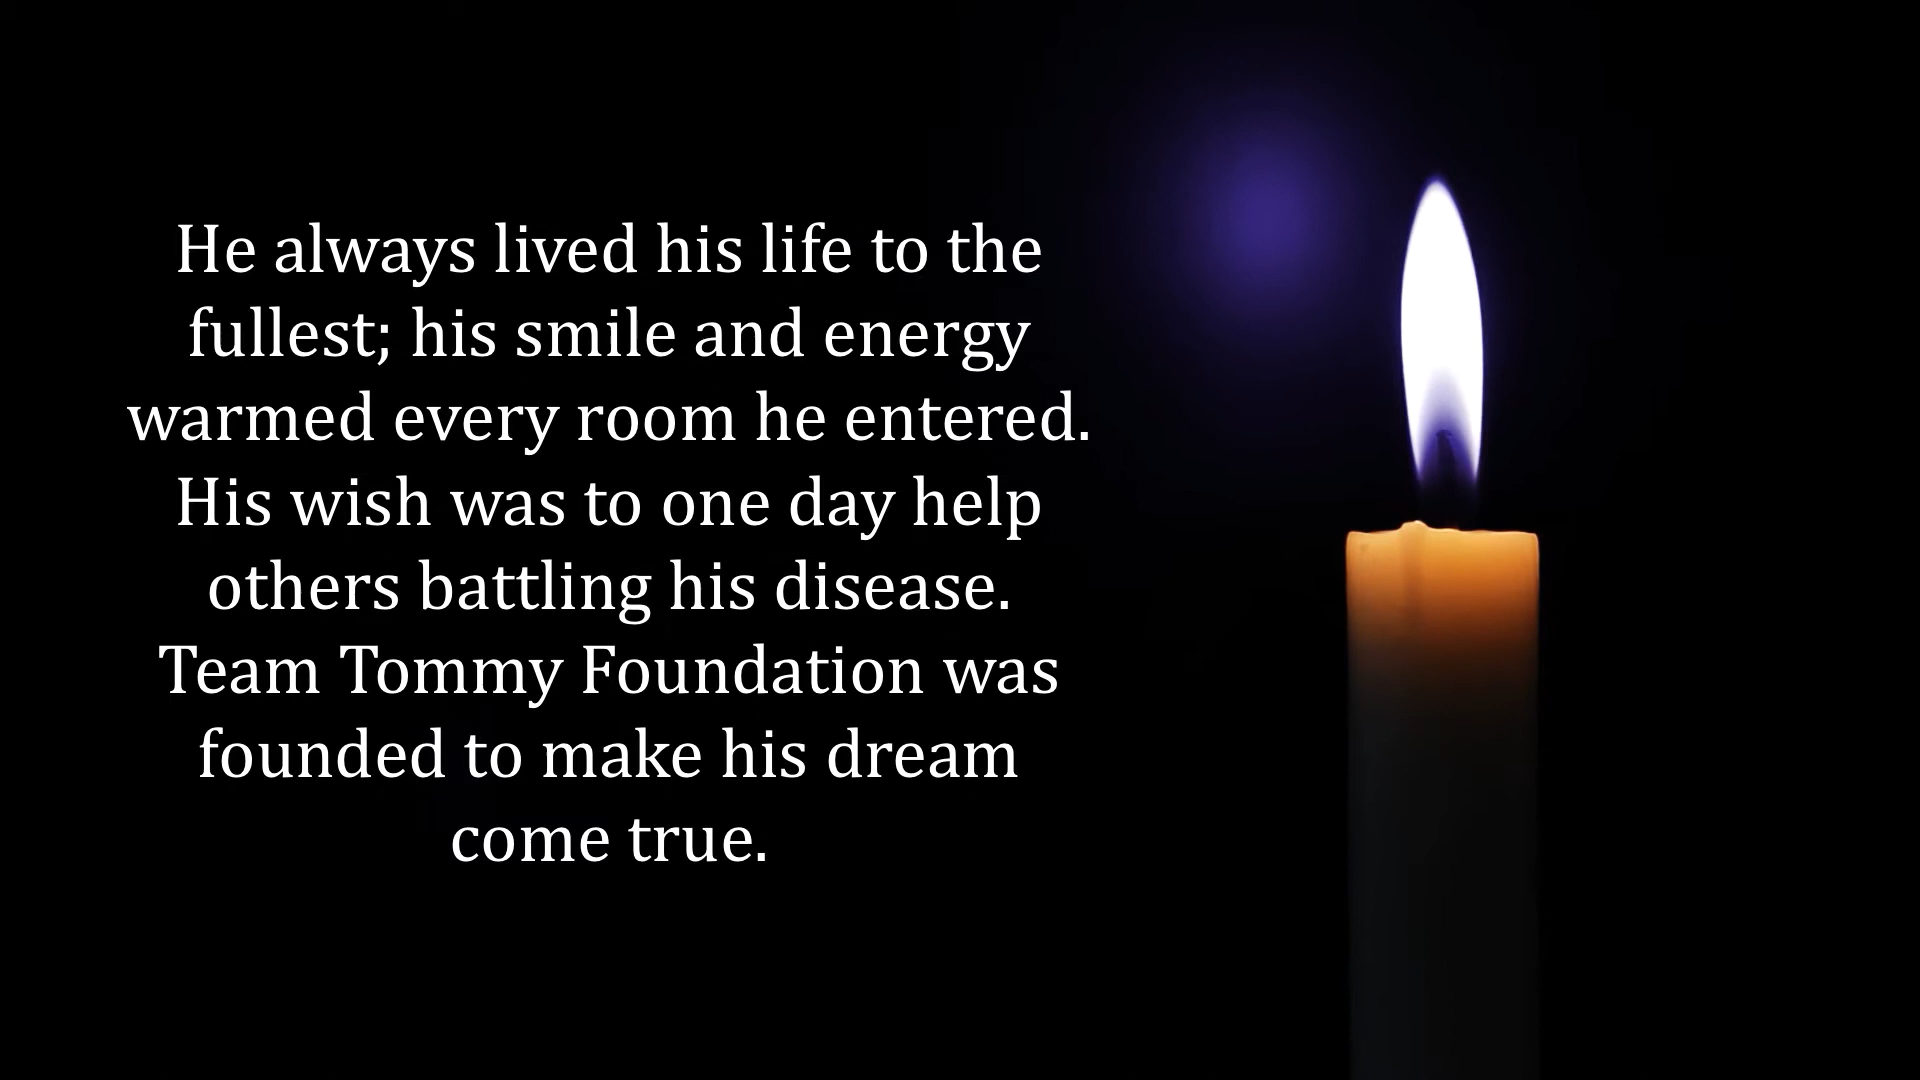 He always lived his life to the
fullest; his smile and energy
warmed every room he entered.
His wish was to one day help
others battling his disease.
Team Tommy Foundation was
founded to make his dream
come true.